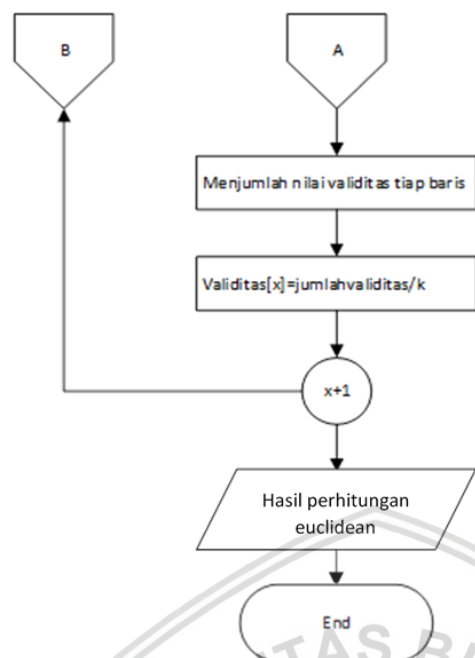 B
A
Menjumlah nilai validitas tiap baris
Validitas[x]=jumlahvaliditas/k
x+1
Hasil perhitungan
euclidean
End